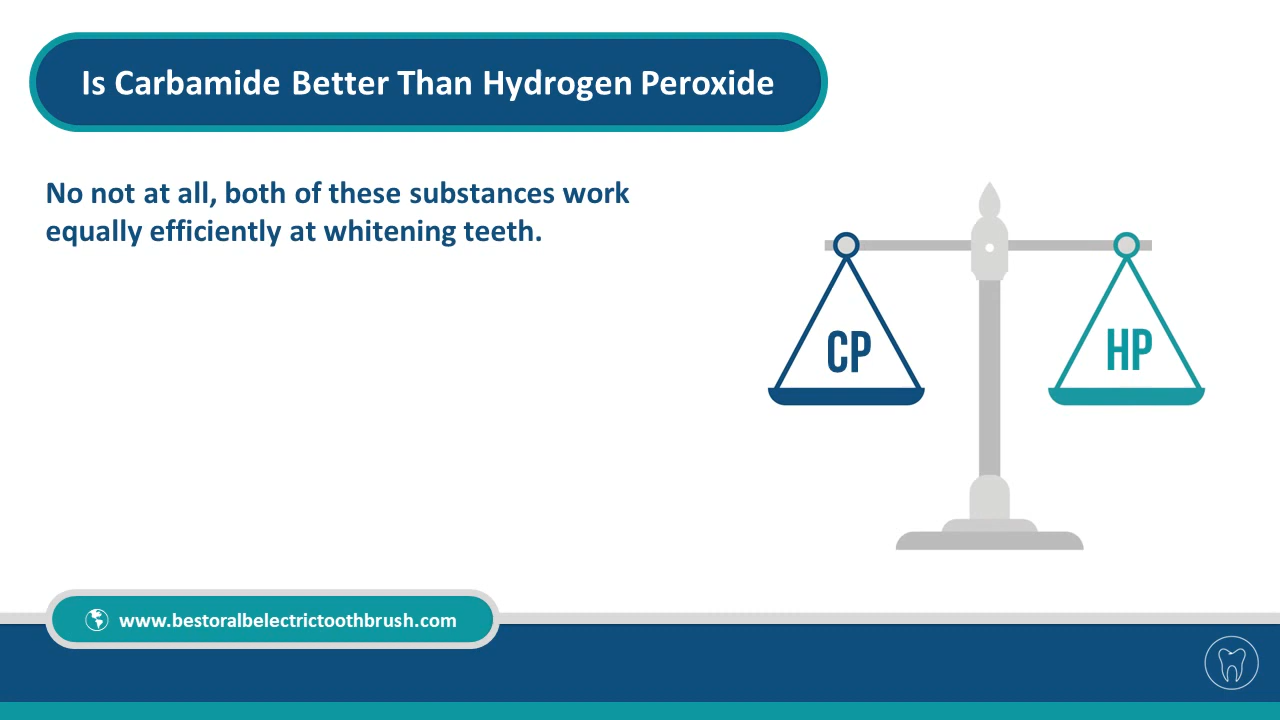 Is Carbamide Better Than Hydrogen Peroxide
No not at all, both of these substances work
equally efficiently at whitening teeth.
CP
HP
www.bestoralbelectrictoothbrush.com